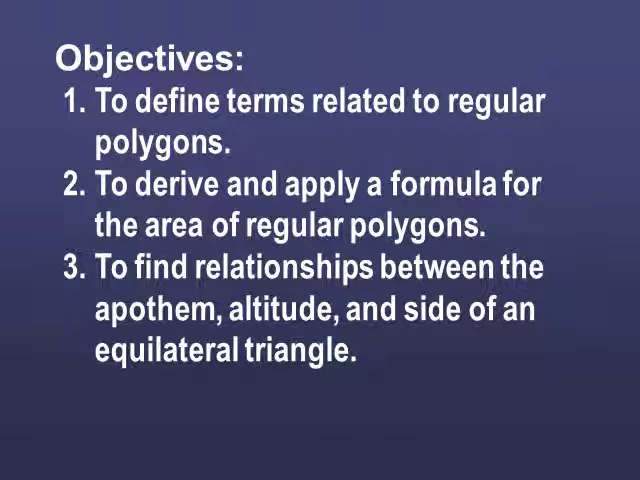 Objectives:
1. To define terms related to regular
polygons.
2. To derive and apply a formula for
the area of regular polygons.
3. To find relationships between the
apothem, altitude, and side of an
equilateral triangle.